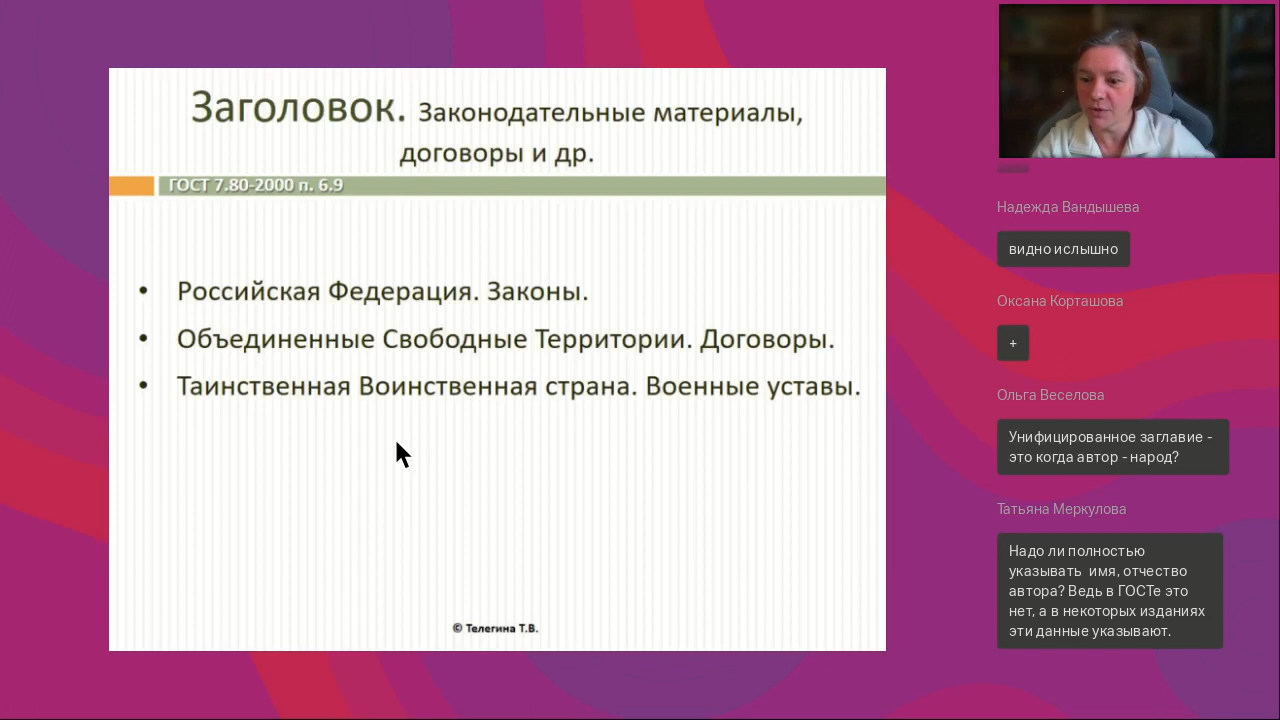 Заголовок. Законодательные материалы,
договоры и др.
ГОСТ 7.80-2000 п. 6.9
• Российская Федерация. Законы.
• Объединенные Свободные Территории. Договоры.
• Таинственная Воинственная страна. Военные уставы.
© Телегина Т.В.
Надежда Вандышева
видно ислышно
Оксана Корташова
+
Ольга Веселова
Унифицированное заглавие -
это когда автор - народ?
Татьяна Меркулова
Надо ли полностью
указывать имя, отчество
автора? Ведь в ГОСТе это
нет, а в некоторых изданиях
эти данные указывают.